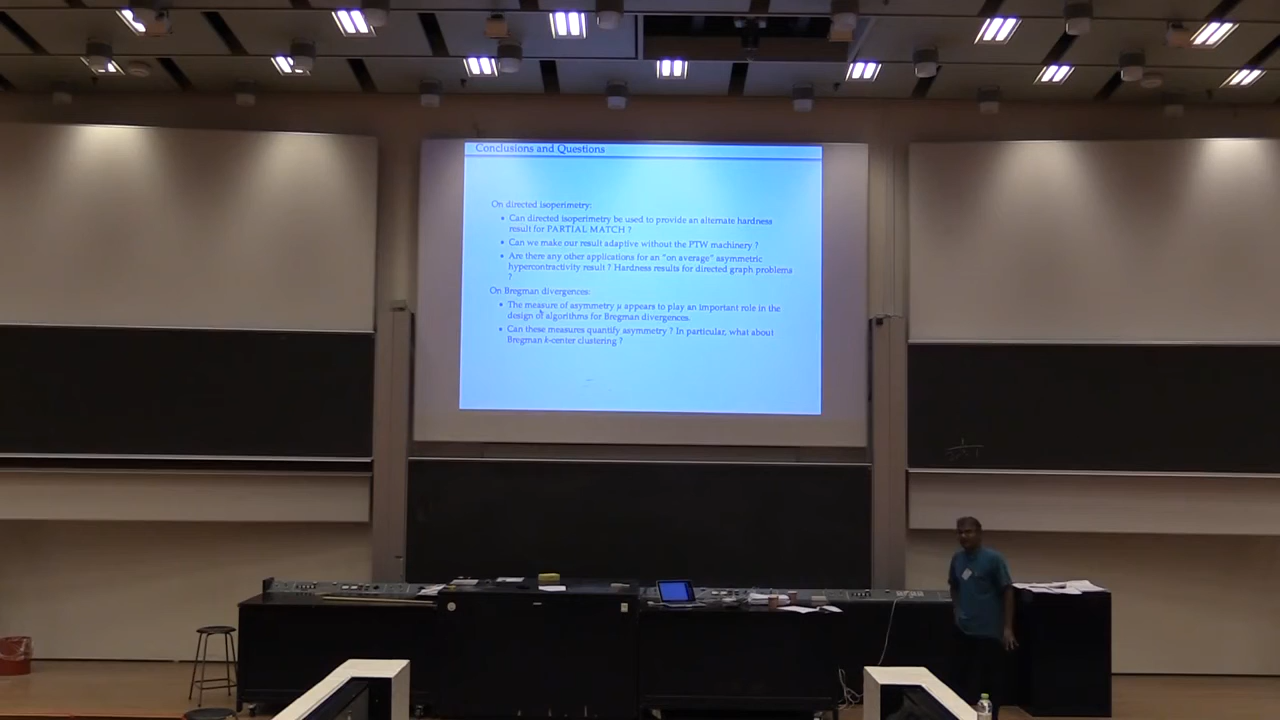 Conclusions and Questions
On directed isoperimetry:
• Can directed isoperimetry be used to provide an alternate hardness
result for PARTIAL MATCH ?
• Can we make our result adaptive without the PTW machinery ?
• Are there any other applications for an "on average" asymmetric
hypercontractivity result ? Hardness results for directed graph problems
?
On Bregman divergences:
• The measure of asymmetry μ appears to play an important role in the
design of algorithms for Bregman divergences.
• Can these measures quantify asymmetry ? In particular, what about
Bregman k-center clustering ?